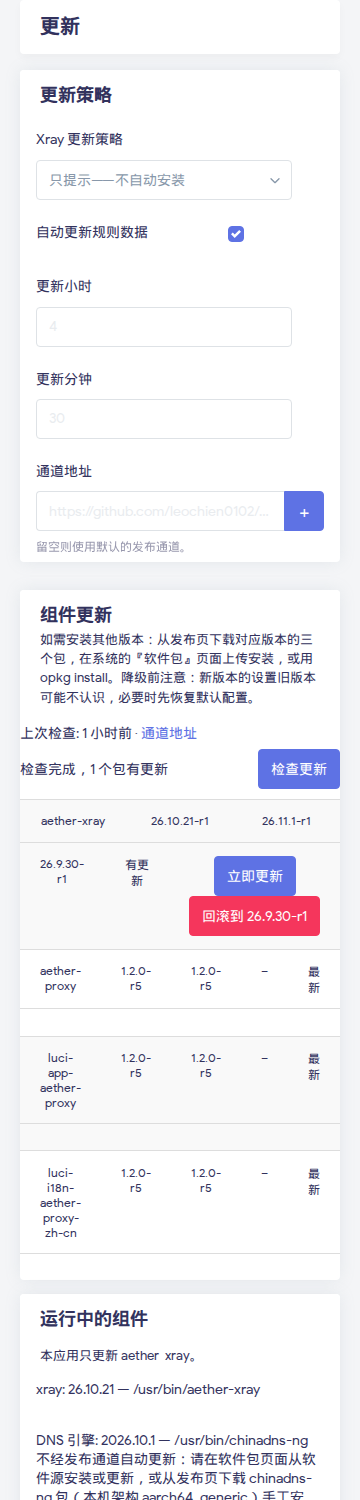 更新
更新策略
Xray 更新策略
只提示——不自动安装
自动更新规则数据
更新小时
4
更新分钟
30
通道地址
https://github.com/leochien0102/...
+
留空则使用默认的发布通道。
组件更新
如需安装其他版本：从发布页下载对应版本的三
个包，在系统的『软件包』页面上传安装，或用
opkg install。降级前注意：新版本的设置旧版本
可能不认识，必要时先恢复默认配置。
上次检查: 1 小时前 · 通道地址
检查完成，1 个包有更新
检查更新
aether-xray 26.10.21-r1 26.11.1-r1
26.9.30-
r1
有更
新
立即更新
回滚到 26.9.30-r1
aether-
proxy
1.2.0-
r5
1.2.0-
r5
–
最
新
luci-
app-
aether-
proxy
1.2.0-
r5
1.2.0-
r5
–
最
新
luci-
i18n-
aether-
proxy-
zh-cn
1.2.0-
r5
1.2.0-
r5
–
最
新
运行中的组件
本应用只更新 aether xray。
xray: 26.10.21 — /usr/bin/aether-xray
DNS 引擎: 2026.10.1 — /usr/bin/chinadns-ng
不经发布通道自动更新：请在软件包页面从软
件源安装或更新，或从发布页下载 chinadns-
ng 包（本机架构 aarch64_generic）手工安